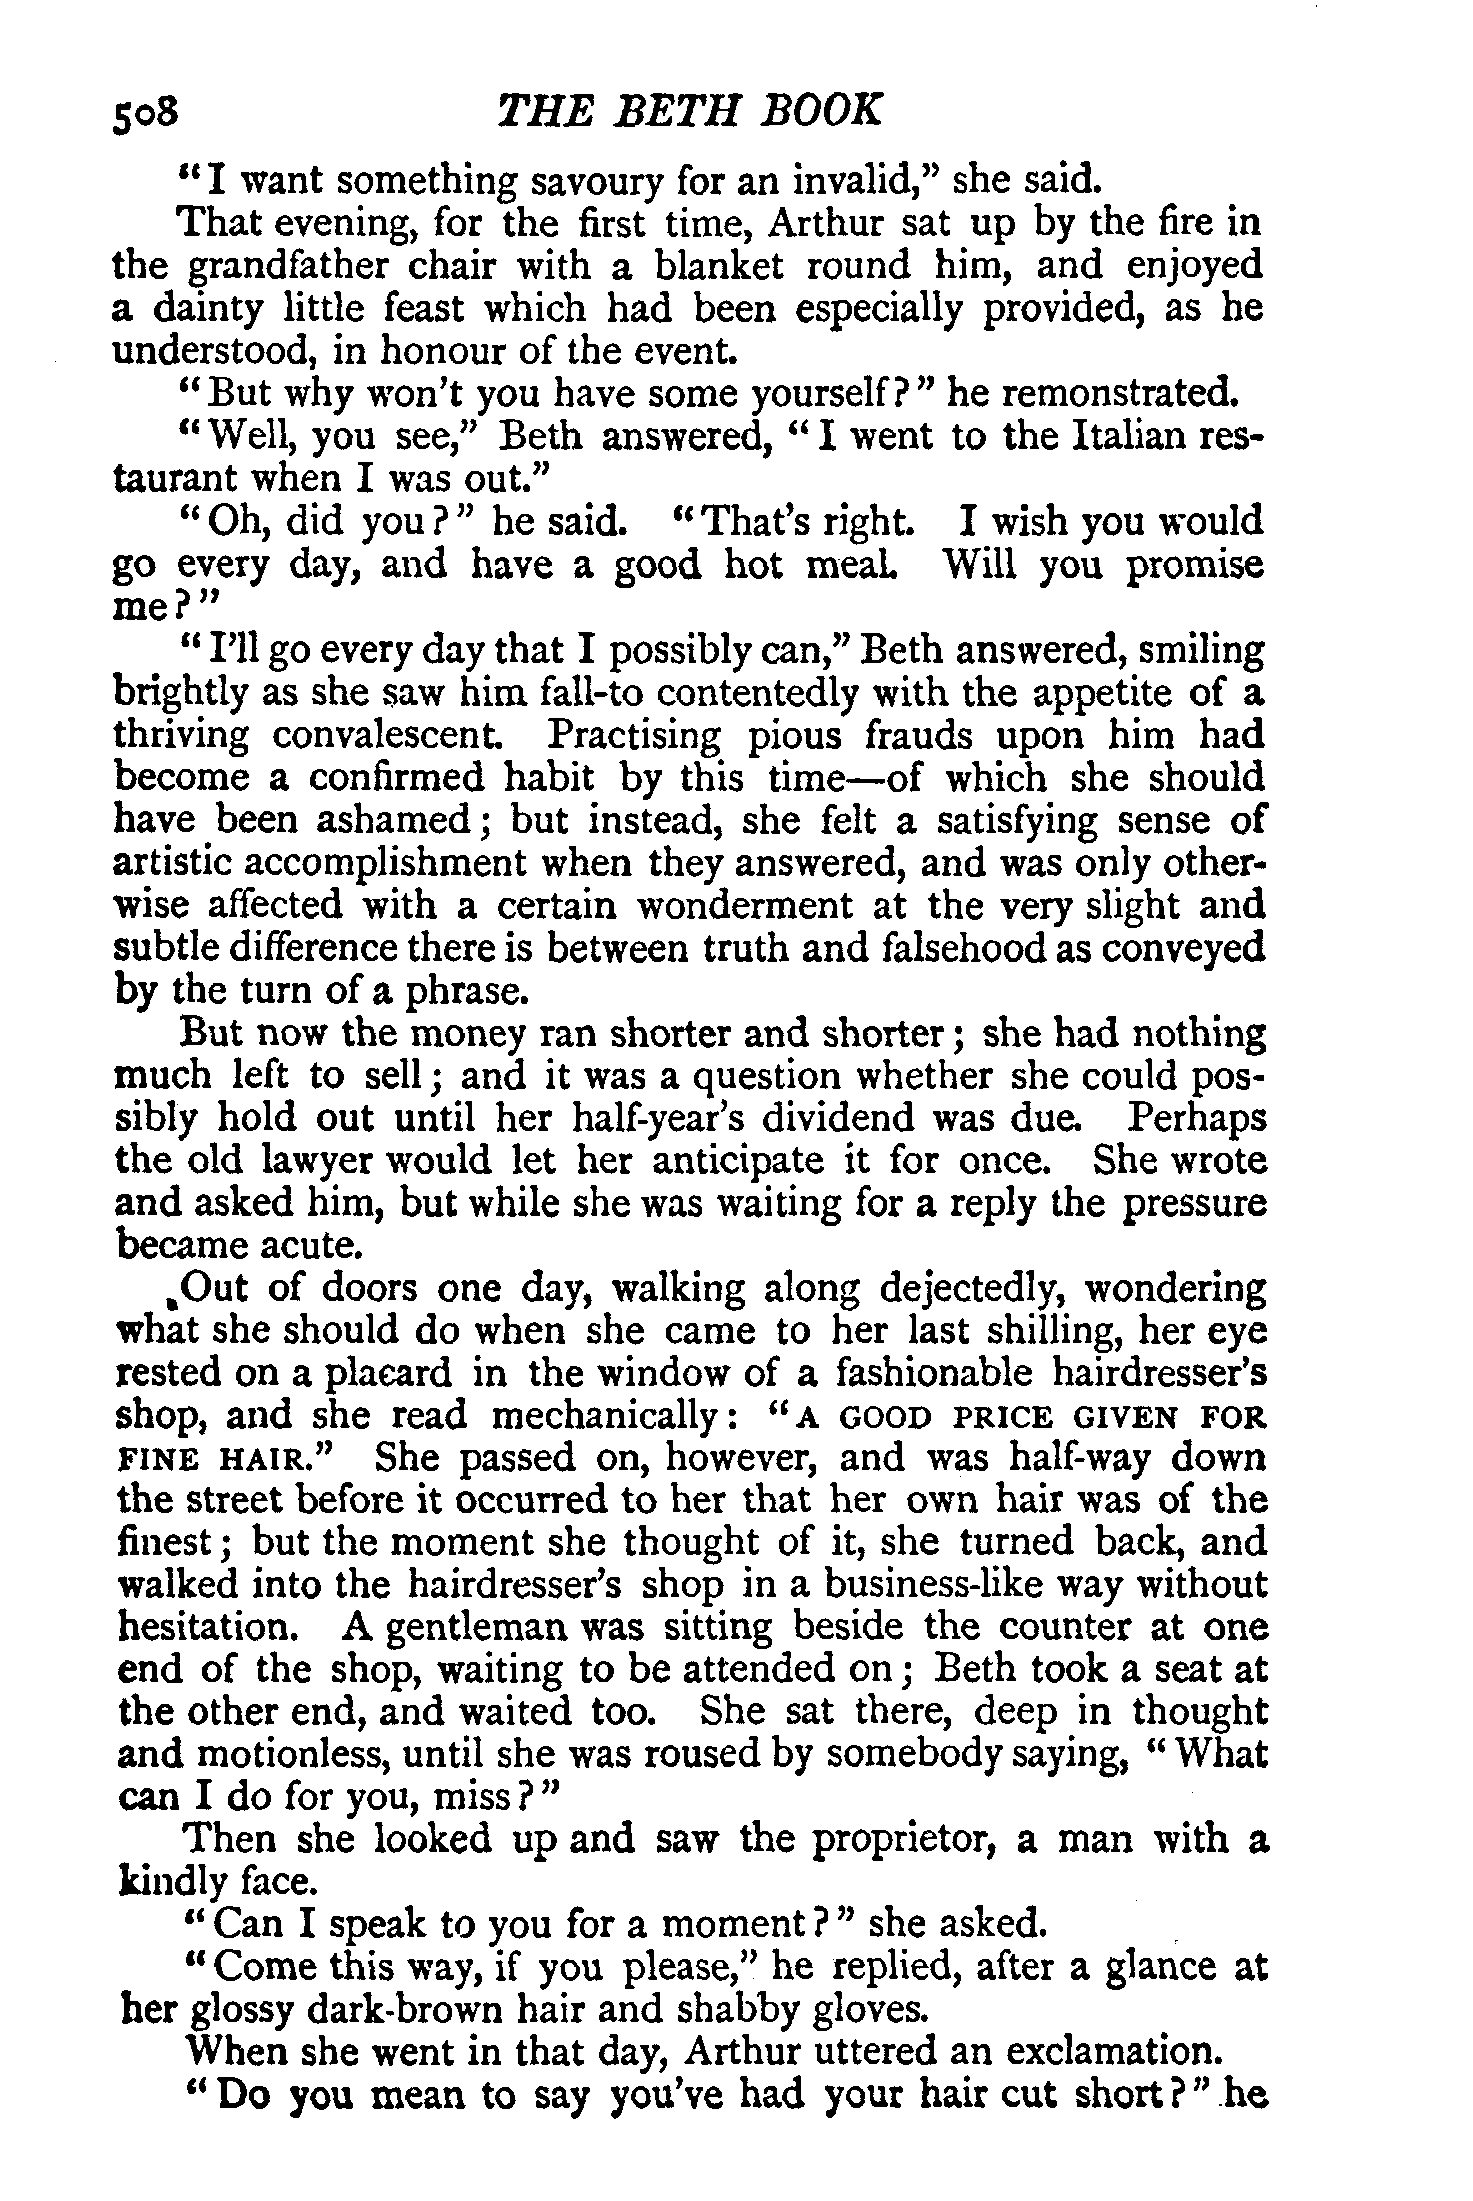 508 THE BETH BOOK
“I want something savoury for an invalid,” she said.
That evening, for the first time, Arthur sat up by the fire in
the grandfather chair with a blanket round him, and enjoyed
a dainty little feast which had been especially provided, as he
understood, in honour of the event.
“But why won’t you have some yourself?” he remonstrated.
“Well, you see,” Beth answered, “I went to the Italian res-
taurant when I was out.”
“Oh, did you?” he said. “That’s right. I wish you would
go every day, and have a good hot meal. Will you promise
me?”
“I’ll go every day that I possibly can,” Beth answered, smiling
brightly as she saw him fall-to contentedly with the appetite of a
thriving convalescent. Practising pious frauds upon him had
become a confirmed habit by this time—of which she should
have been ashamed; but instead, she felt a satisfying sense of
artistic accomplishment when they answered, and was only other-
wise affected with a certain wonderment at the very slight and
subtle difference there is between truth and falsehood as conveyed
by the turn of a phrase.
But now the money ran shorter and shorter; she had nothing
much left to sell; and it was a question whether she could pos-
sibly hold out until her half-year’s dividend was due. Perhaps
the old lawyer would let her anticipate it for once. She wrote
and asked him, but while she was waiting for a reply the pressure
became acute.
Out of doors one day, walking along dejectedly, wondering
what she should do when she came to her last shilling, her eye
rested on a placard in the window of a fashionable hairdresser’s
shop, and she read mechanically: “A GOOD PRICE GIVEN FOR
FINE HAIR.” She passed on, however, and was half-way down
the street before it occurred to her that her own hair was of the
finest; but the moment she thought of it, she turned back, and
walked into the hairdresser’s shop in a business-like way without
hesitation. A gentleman was sitting beside the counter at one
end of the shop, waiting to be attended on; Beth took a seat at
the other end, and waited too. She sat there, deep in thought
and motionless, until she was roused by somebody saying, “What
can I do for you, miss?”
Then she looked up and saw the proprietor, a man with a
kindly face.
“Can I speak to you for a moment?” she asked.
“Come this way, if you please,” he replied, after a glance at
her glossy dark-brown hair and shabby gloves.
When she went in that day, Arthur uttered an exclamation.
“Do you mean to say you’ve had your hair cut short?” he